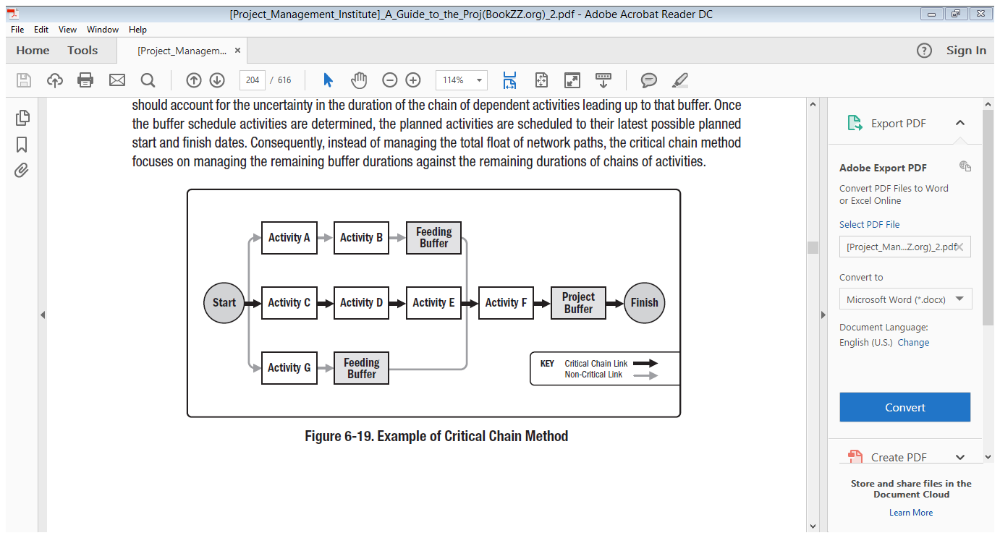 [Project_Management_Institute]_A_Guide_to_the_Proj(BookZZ.org)_2.pdf - Adobe Acrobat Reader DC
File Edit View Window Help
Home Tools [Project_Managem... × ? Sign In
204 / 616 114%
should account for the uncertainty in the duration of the chain of dependent activities leading up to that buffer. Once
the buffer schedule activities are determined, the planned activities are scheduled to their latest possible planned
start and finish dates. Consequently, instead of managing the total float of network paths, the critical chain method
focuses on managing the remaining buffer durations against the remaining durations of chains of activities.
Activity A
Activity B
Feeding
Buffer
Start
Activity C
Activity D
Activity E
Activity F
Project
Buffer
Finish
Activity G
Feeding
Buffer
KEY Critical Chain Link
Non-Critical Link
Figure 6-19. Example of Critical Chain Method
Export PDF
Adobe Export PDF
Convert PDF Files to Word
or Excel Online
Select PDF File
[Project_Man...Z.org)_2.pdf
Convert to
Microsoft Word (*.docx)
Document Language:
English (U.S.) Change
Convert
Create PDF
Store and share files in the
Document Cloud
Learn More